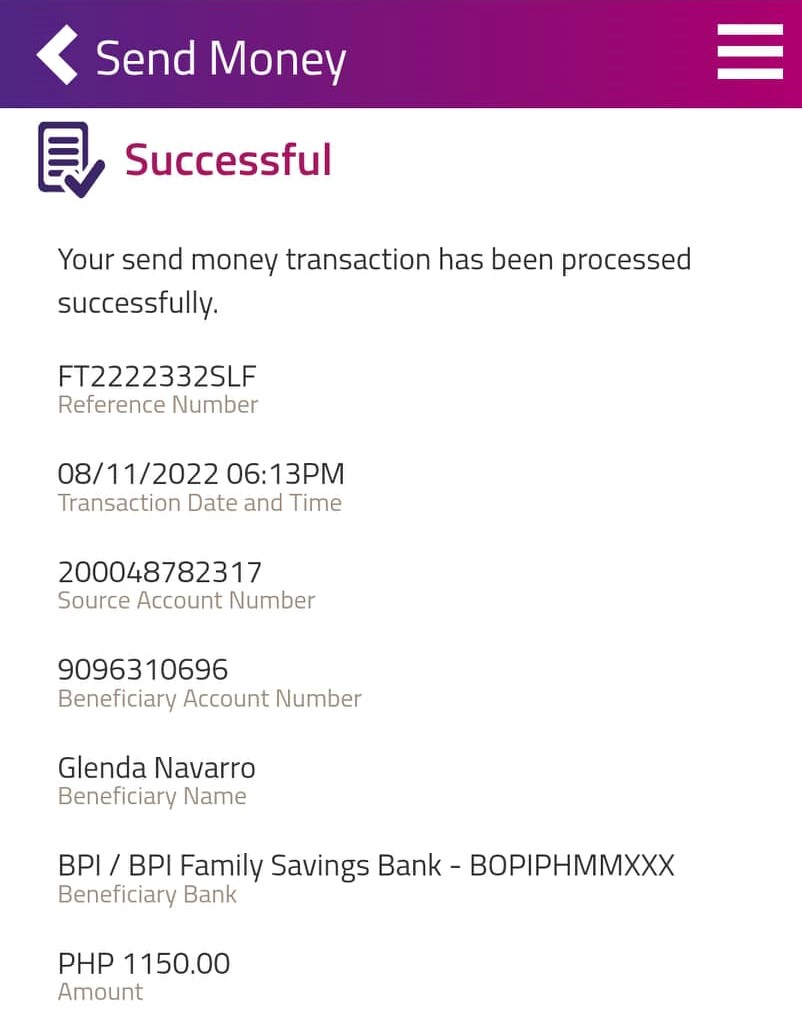 Send Money
Successful
Your send money transaction has been processed
successfully.
FT2222332SLF
Reference Number
08/11/2022 06:13PM
Transaction Date and Time
200048782317
Source Account Number
9096310696
Beneficiary Account Number
Glenda Navarro
Beneficiary Name
BPI / BPI Family Savings Bank - BOPIPHMMXXX
Beneficiary Bank
PHP 1150.00
Amount